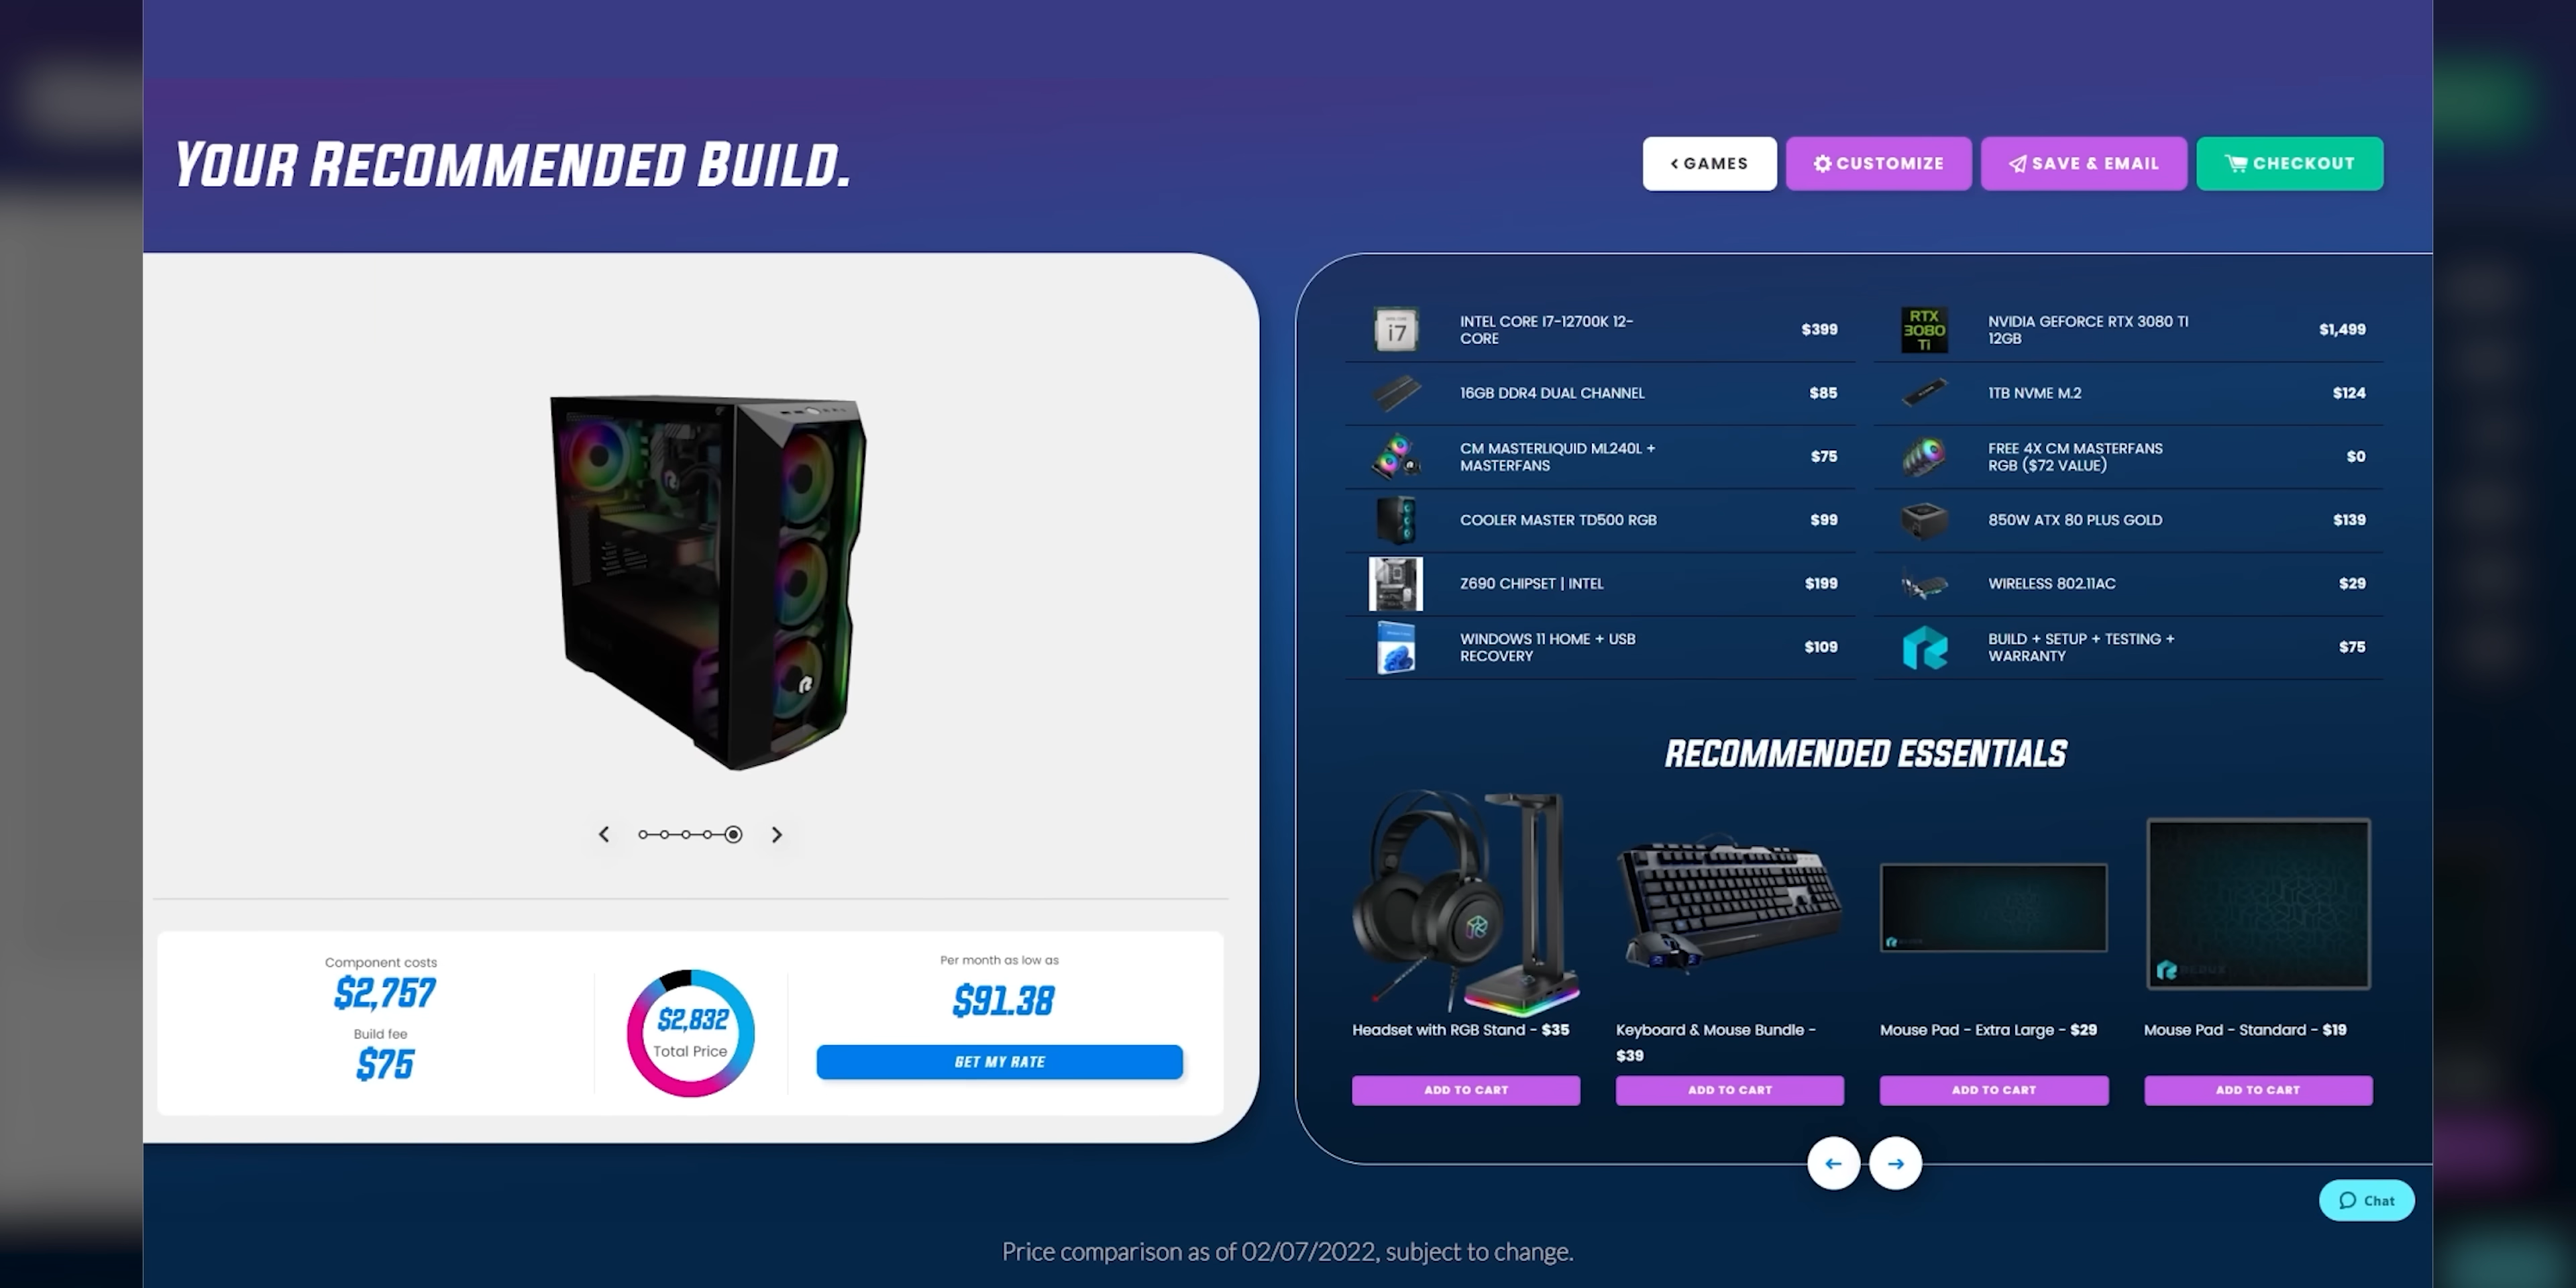 YOUR RECOMMENDED BUILD.
< GAMES
CUSTOMIZE
SAVE & EMAIL
CHECKOUT
i7
INTEL CORE I7-12700K 12-
CORE
$399
RTX
3080
Ti
NVIDIA GEFORCE RTX 3080 TI
12GB
$1,499
16GB DDR4 DUAL CHANNEL
$85
1TB NVME M.2
$124
CM MASTERLIQUID ML240L +
MASTERFANS
$75
FREE 4X CM MASTERFANS
RGB ($72 VALUE)
$0
COOLER MASTER TD500 RGB
$99
850W ATX 80 PLUS GOLD
$139
Z690 CHIPSET | INTEL
$199
WIRELESS 802.11AC
$29
WINDOWS 11 HOME + USB
RECOVERY
$109
BUILD + SETUP + TESTING +
WARRANTY
$75
RECOMMENDED ESSENTIALS
Headset with RGB Stand - $35
Keyboard & Mouse Bundle -
$39
Mouse Pad - Extra Large - $29
Mouse Pad - Standard - $19
ADD TO CART
ADD TO CART
ADD TO CART
ADD TO CART
Component costs
$2,757
Build fee
$75
$2,832
Total Price
Per month as low as
$91.38
GET MY RATE
Chat
Price comparison as of 02/07/2022, subject to change.